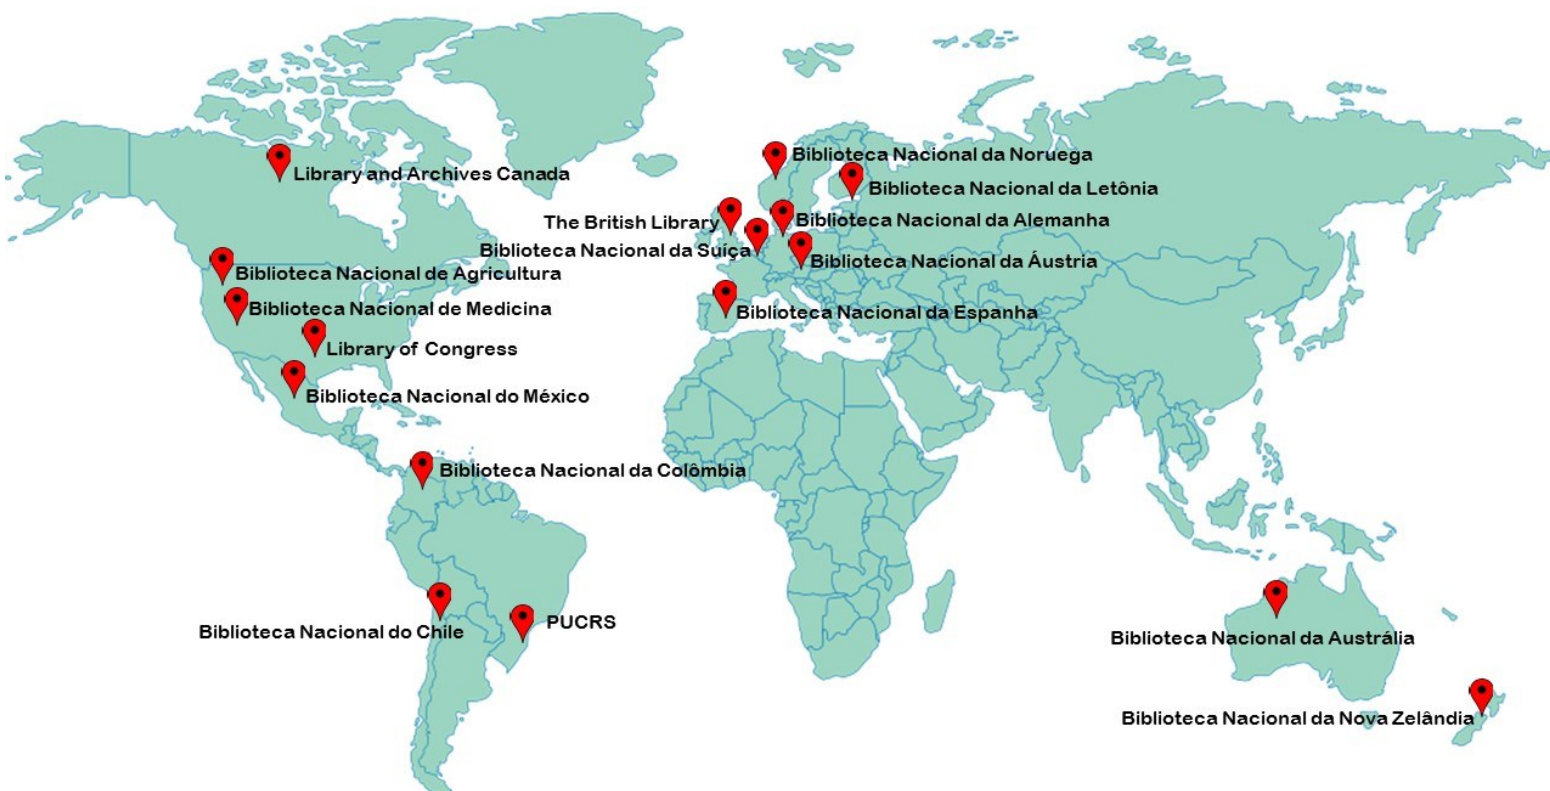 Biblioteca Nacional da Noruega
Library and Archives Canada
Biblioteca Nacional da Letônia
The British Library
Biblioteca Nacional da Alemanha
Biblioteca Nacional da Suíça
Biblioteca Nacional da Áustria
Biblioteca Nacional de Agricultura
Biblioteca Nacional de Medicina
Biblioteca Nacional da Espanha
Library of Congress
Biblioteca Nacional do México
Biblioteca Nacional da Colômbia
PUCRS
Biblioteca Nacional do Chile
Biblioteca Nacional da Austrália
Biblioteca Nacional da Nova Zelândia